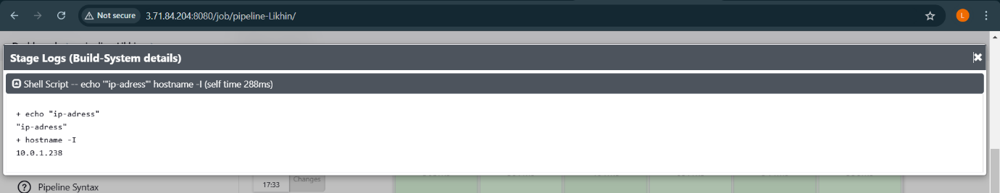 Not secure 3.71.84.204:8080/job/pipeline-Likhin/ L
Stage Logs (Build-System details)
Shell Script -- echo '"ip-adress"' hostname -I (self time 288ms)
+ echo "ip-adress"
"ip-adress"
+ hostname -I
10.0.1.238
Changes
Pipeline Syntax 17:33